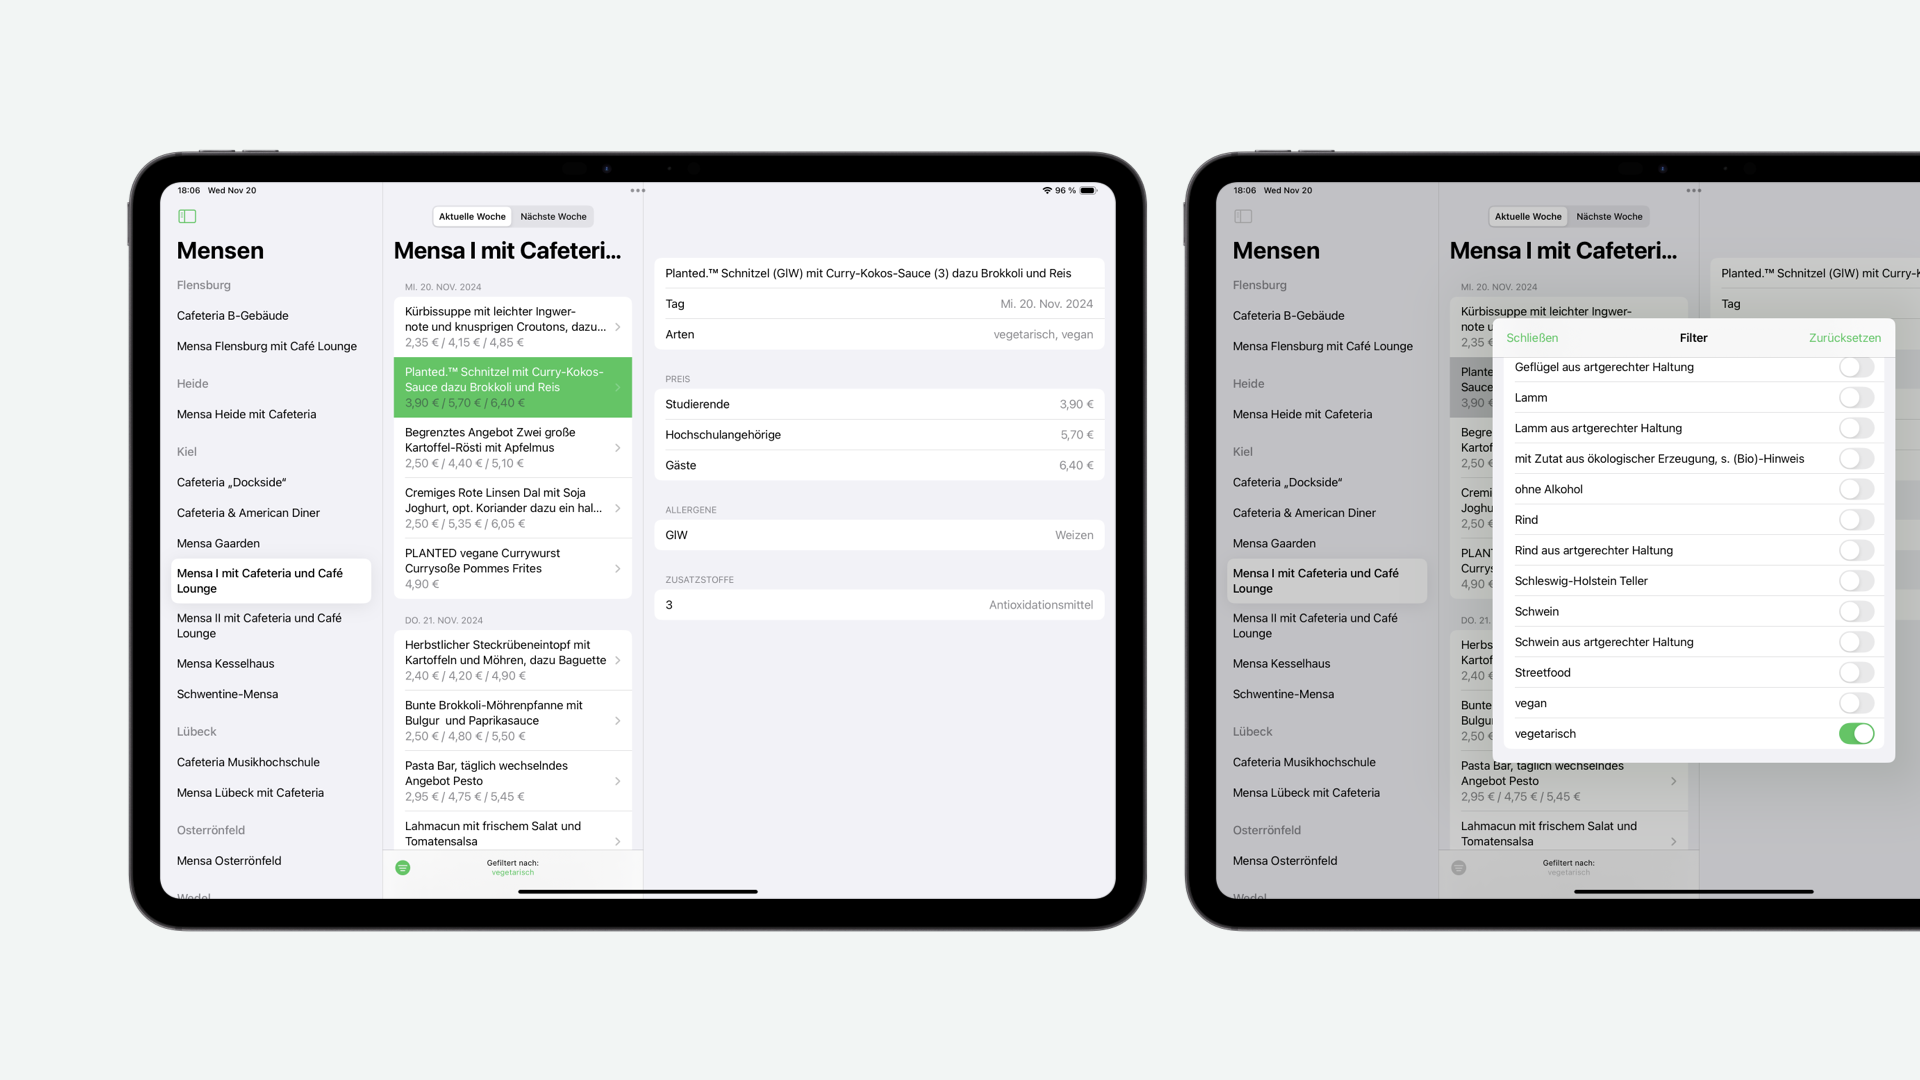 18:06 Wed Nov 20
96 %
Mensen
Flensburg
Cafeteria B-Gebäude
Mensa Flensburg mit Café Lounge
Heide
Mensa Heide mit Cafeteria
Kiel
Cafeteria „Dockside“
Cafeteria & American Diner
Mensa Gaarden
Mensa I mit Cafeteria und Café
Lounge
Mensa II mit Cafeteria und Café
Lounge
Mensa Kesselhaus
Schwentine-Mensa
Lübeck
Cafeteria Musikhochschule
Mensa Lübeck mit Cafeteria
Osterrönfeld
Mensa Osterrönfeld
Wedel
Aktuelle Woche
Nächste Woche
Mensa I mit Cafeteri...
MI. 20. NOV. 2024
Kürbissuppe mit leichter Ingwer-
note und knusprigen Croutons, dazu...
2,35 € / 4,15 € / 4,85 €
Planted.™ Schnitzel mit Curry-Kokos-
Sauce dazu Brokkoli und Reis
3,90 € / 5,70 € / 6,40 €
Begrenztes Angebot Zwei große
Kartoffel-Rösti mit Apfelmus
2,50 € / 4,40 € / 5,10 €
Cremiges Rote Linsen Dal mit Soja
Joghurt, opt. Koriander dazu ein hal...
2,50 € / 5,35 € / 6,05 €
PLANTED vegane Currywurst
Currysoße Pommes Frites
4,90 €
DO. 21. NOV. 2024
Herbstlicher Steckrübeneintopf mit
Kartoffeln und Möhren, dazu Baguette
2,40 € / 4,20 € / 4,90 €
Bunte Brokkoli-Möhrenpfanne mit
Bulgur und Paprikasauce
2,50 € / 4,80 € / 5,50 €
Pasta Bar, täglich wechselndes
Angebot Pesto
2,95 € / 4,75 € / 5,45 €
Lahmacun mit frischem Salat und
Tomatensalsa
Gefiltert nach:
vegetarisch
Planted.™ Schnitzel (GlW) mit Curry-Kokos-Sauce (3) dazu Brokkoli und Reis
Tag Mi. 20. Nov. 2024
Arten vegetarisch, vegan
PREIS
Studierende 3,90 €
Hochschulangehörige 5,70 €
Gäste 6,40 €
ALLERGENE
GlW Weizen
ZUSATZSTOFFE
3 Antioxidationsmittel
18:06 Wed Nov 20
Mensen
Flensburg
Cafeteria B-Gebäude
Mensa Flensburg mit Café Lounge
Heide
Mensa Heide mit Cafeteria
Kiel
Cafeteria „Dockside“
Cafeteria & American Diner
Mensa Gaarden
Mensa I mit Cafeteria und Café
Lounge
Mensa II mit Cafeteria und Café
Lounge
Mensa Kesselhaus
Schwentine-Mensa
Lübeck
Cafeteria Musikhochschule
Mensa Lübeck mit Cafeteria
Osterrönfeld
Mensa Osterrönfeld
Wedel
Aktuelle Woche
Nächste Woche
Mensa I mit Cafeteri...
MI. 20. NOV. 2024
Kürbissuppe mit leichter Ingwer-
note u
2,35 €
Plante
Sauce
3,90 €
Begre
Kartof
2,50 €
Cremi
Joghu
2,50 €
PLANT
Currys
4,90 €
DO. 21.
Herbs
Kartof
2,40 €
Bunte
Bulgu
2,50 €
Pasta Bar, täglich wechselndes
Angebot Pesto
2,95 € / 4,75 € / 5,45 €
Lahmacun mit frischem Salat und
Tomatensalsa
Gefiltert nach:
vegetarisch
Planted.™ Schnitzel (GlW) mit Curry-K
Tag
Schließen
Filter
Zurücksetzen
Geflügel aus artgerechter Haltung
Lamm
Lamm aus artgerechter Haltung
mit Zutat aus ökologischer Erzeugung, s. (Bio)-Hinweis
ohne Alkohol
Rind
Rind aus artgerechter Haltung
Schleswig-Holstein Teller
Schwein
Schwein aus artgerechter Haltung
Streetfood
vegan
vegetarisch